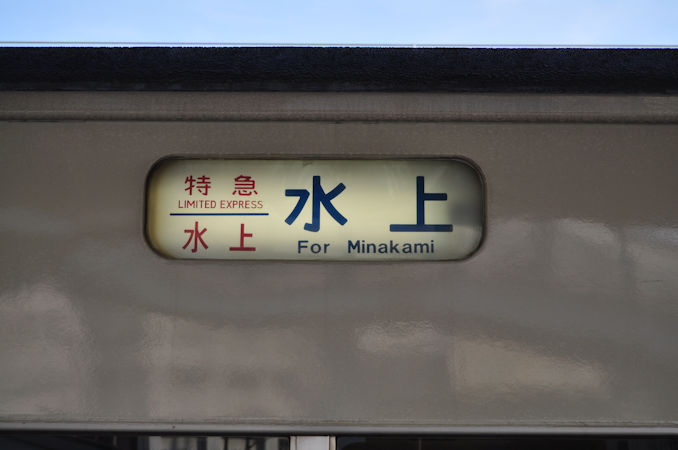 特急
LIMITED EXPRESS
水上
水上
For Minakami